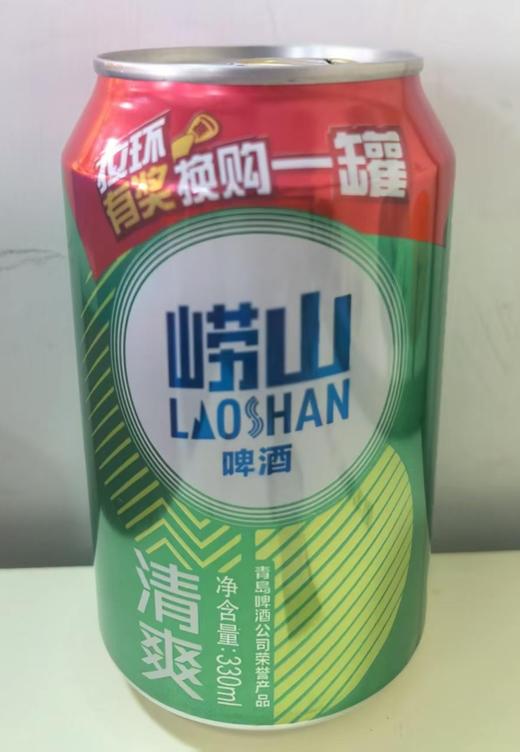 拉环
有奖
换购一罐
崂山
LAOSHAN
啤酒
清爽
净含量:330ml
青岛啤酒公司荣誉产品